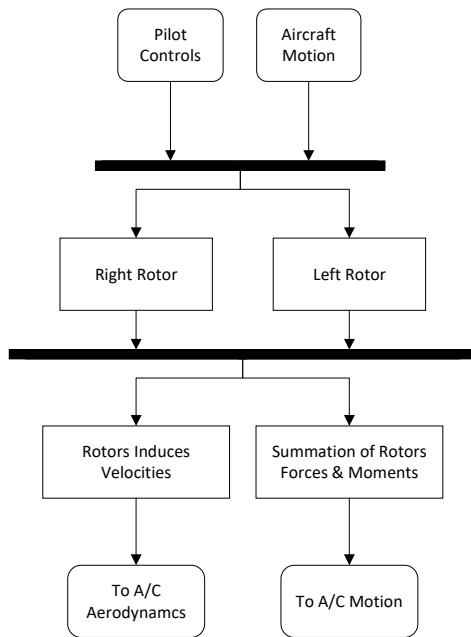 Pilot
Controls
Aircraft
Motion
Right Rotor
Left Rotor
Rotors Induces
Velocities
Summation of Rotors
Forces & Moments
To A/C
Aerodynamcs
To A/C Motion